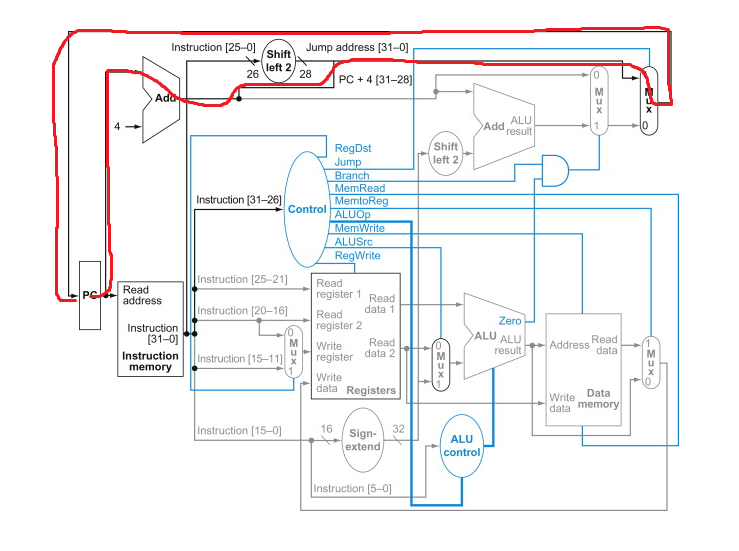 Instruction [25–0]
Shift
left 2
Jump address [31–0]
26
28
PC + 4 [31–28]
Add
4
0
M
u
x
1
1
M
u
x
0
Add
ALU
result
Shift
left 2
RegDst
Jump
Branch
MemRead
MemtoReg
ALUOp
MemWrite
ALUSrc
RegWrite
Instruction [31–26]
Control
PC
Read
address
Instruction
[31–0]
Instruction
memory
Instruction [25–21]
Instruction [20–16]
Instruction [15–11]
0
M
u
x
1
Read
register 1
Read
register 2
Write
register
Write
data
Read
data 1
Read
data 2
Registers
0
M
u
x
1
Zero
ALU
ALU
result
Address
Read
data
Write
data
Data
memory
1
M
u
x
0
Instruction [15–0]
16
Sign-
extend
32
ALU
control
Instruction [5–0]